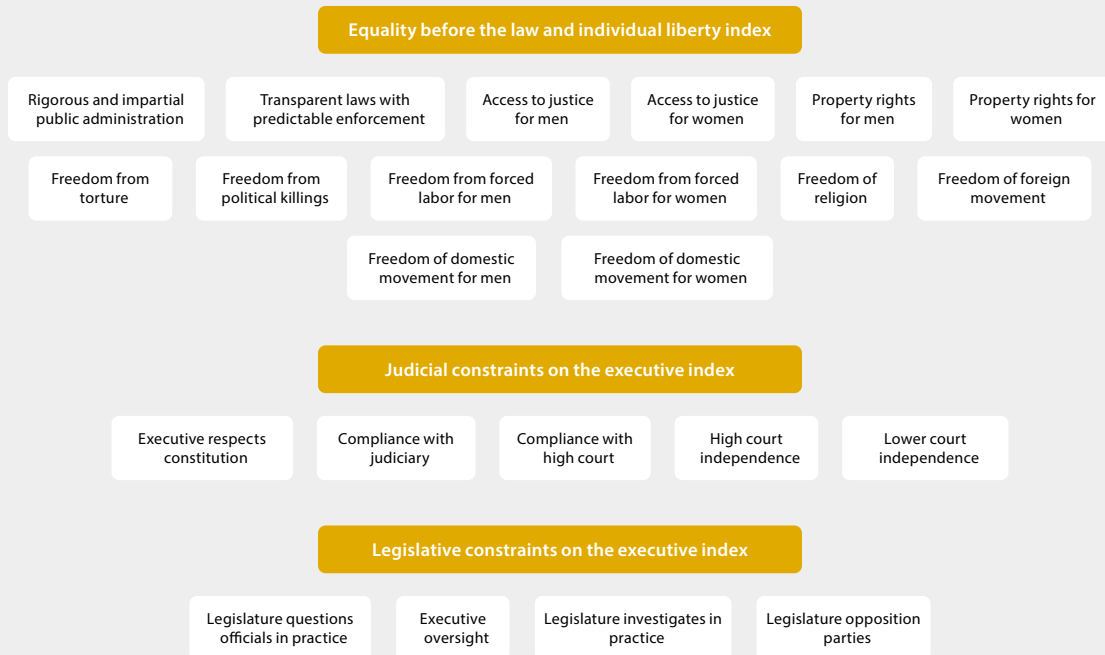 Equality before the law and individual liberty index
Rigorous and impartial
public administration
Transparent laws with
predictable enforcement
Access to justice
for men
Access to justice
for women
Property rights
for men
Property rights for
women
Freedom from
torture
Freedom from
political killings
Freedom from forced
labor for men
Freedom from forced
labor for women
Freedom of
religion
Freedom of foreign
movement
Freedom of domestic
movement for men
Freedom of domestic
movement for women
Judicial constraints on the executive index
Executive respects
constitution
Compliance with
judiciary
Compliance with
high court
High court
independence
Lower court
independence
Legislative constraints on the executive index
Legislature questions
officials in practice
Executive
oversight
Legislature investigates in
practice
Legislature opposition
parties